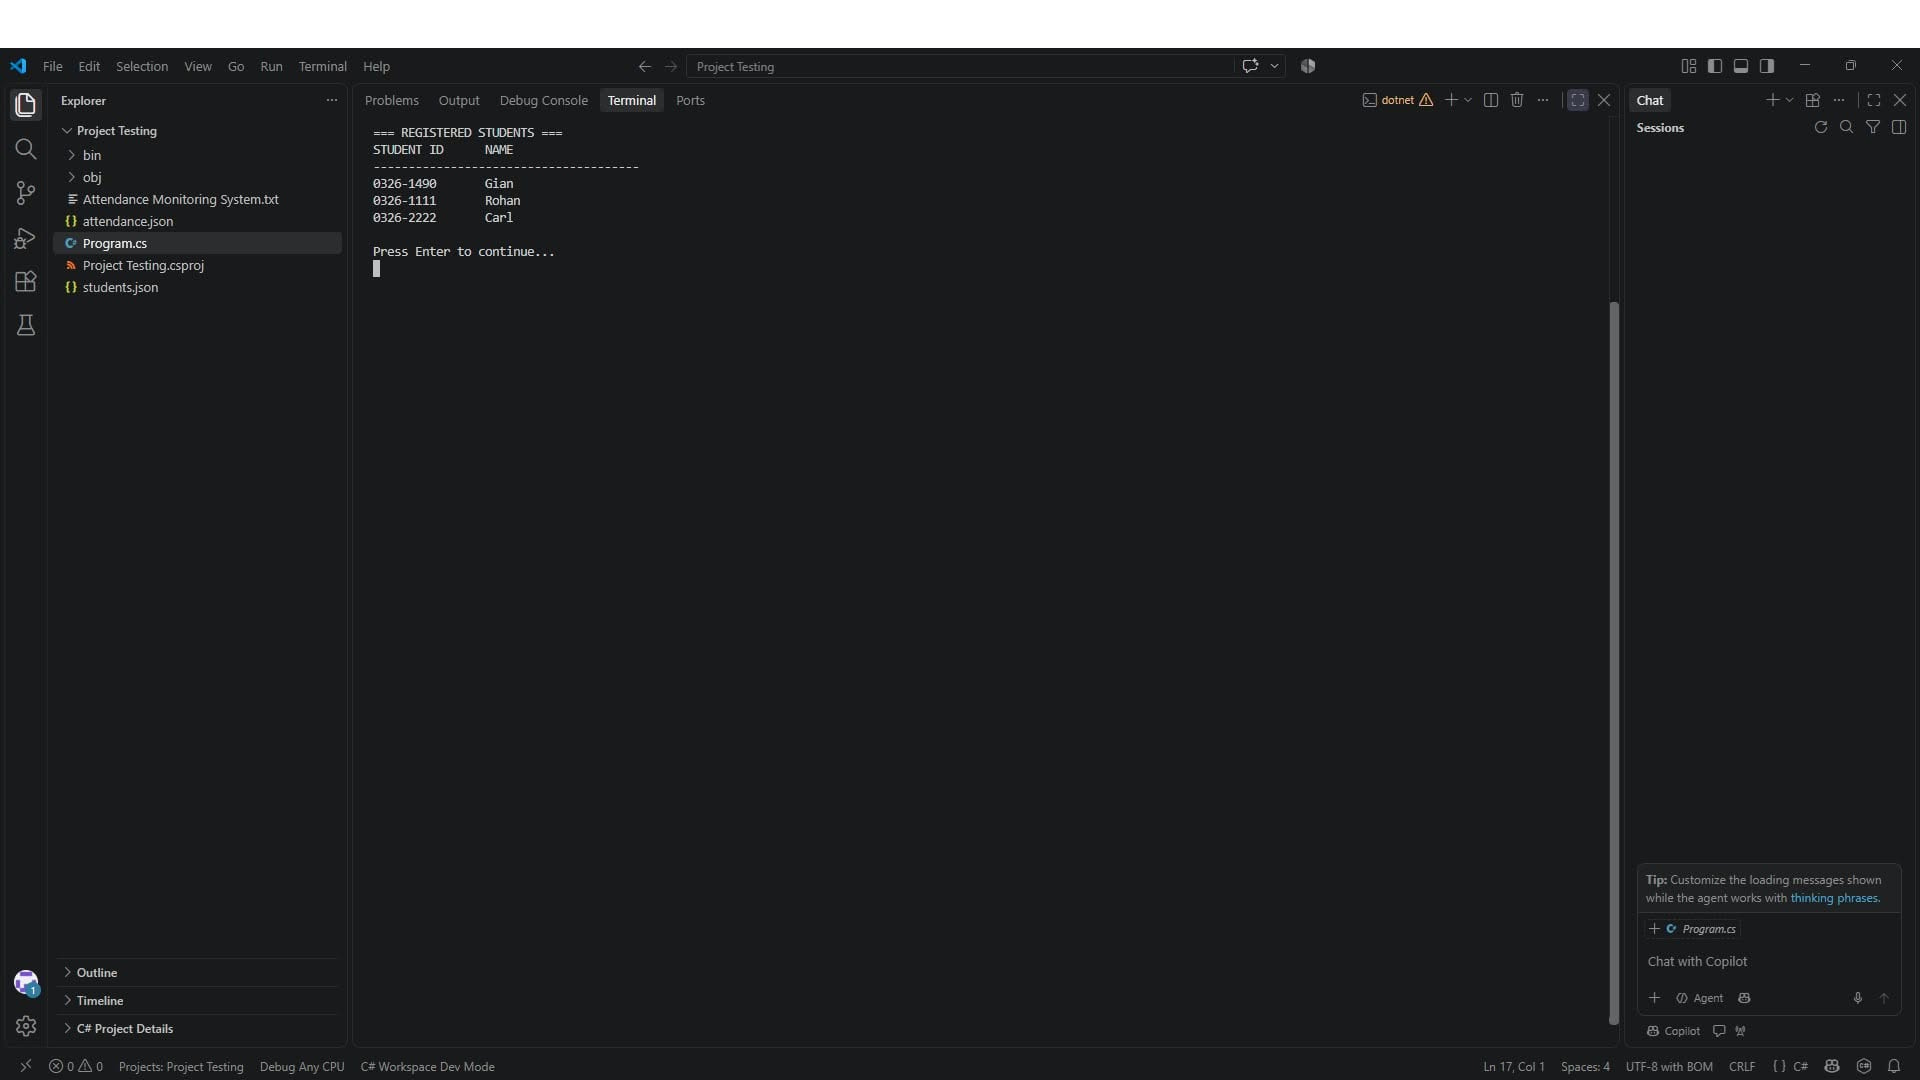 File Edit Selection View Go Run Terminal Help
Project Testing
Explorer
Project Testing
bin
obj
Attendance Monitoring System.txt
attendance.json
Program.cs
Project Testing.csproj
students.json
Outline
Timeline
C# Project Details
Problems Output Debug Console Terminal Ports
dotnet
=== REGISTERED STUDENTS ===
STUDENT ID NAME
--------------------------------------
0326-1490 Gian
0326-1111 Rohan
0326-2222 Carl
Press Enter to continue...
Chat
Sessions
Tip: Customize the loading messages shown
while the agent works with thinking phrases.
Program.cs
Chat with Copilot
Agent
Copilot
1
0 0 Projects: Project Testing Debug Any CPU C# Workspace Dev Mode
Ln 17, Col 1 Spaces: 4 UTF-8 with BOM CRLF {} C#